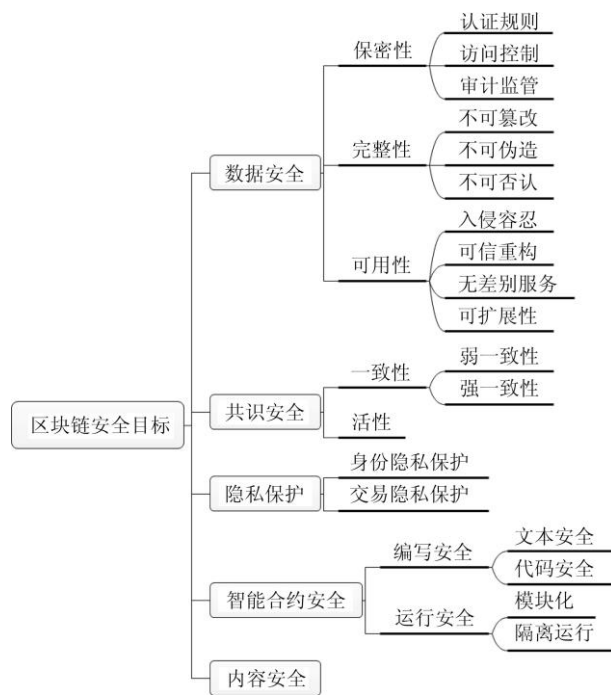 区块链安全目标
数据安全
保密性
认证规则
访问控制
审计监管
完整性
不可篡改
不可伪造
不可否认
可用性
入侵容忍
可信重构
无差别服务
可扩展性
共识安全
一致性
弱一致性
强一致性
活性
隐私保护
身份隐私保护
交易隐私保护
智能合约安全
编写安全
文本安全
代码安全
运行安全
模块化
隔离运行
内容安全